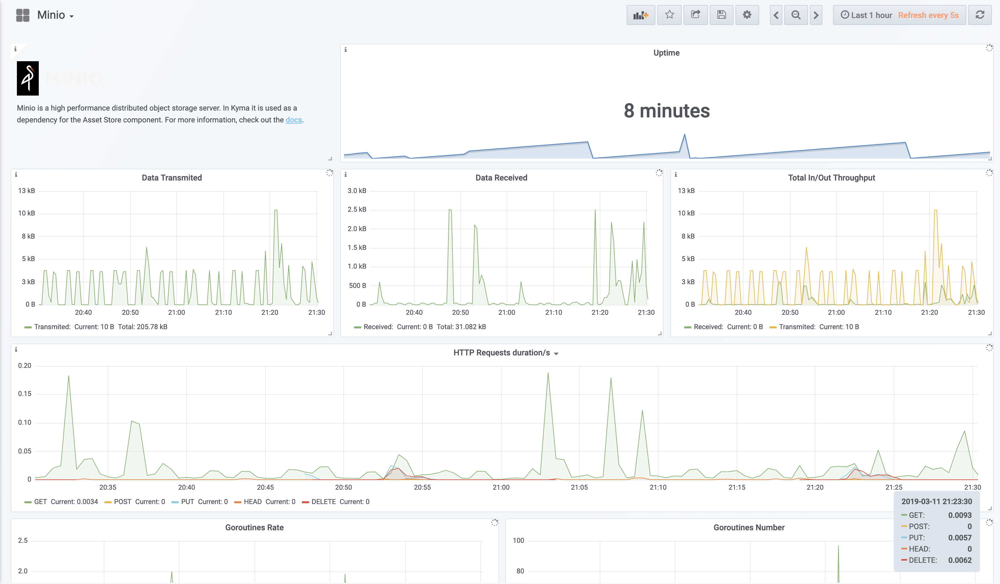 Minio
Last 1 hour Refresh every 5s
MINIO
Minio is a high performance distributed object storage server. In Kyma it is used as a
dependency for the Asset Store component. For more information, check out the docs.
Uptime
8 minutes
Data Transmited
13 kB
10 kB
8 kB
5 kB
3 kB
0 B
20:40 20:50 21:00 21:10 21:20 21:30
Transmited: Current: 10 B Total: 205.78 kB
Data Received
3.0 kB
2.5 kB
2.0 kB
1.5 kB
1.0 kB
500 B
0 B
20:40 20:50 21:00 21:10 21:20 21:30
Received: Current: 0 B Total: 31.082 kB
Total In/Out Throughput
13 kB
10 kB
8 kB
5 kB
3 kB
0 B
20:40 20:50 21:00 21:10 21:20 21:30
Received: Current: 0 B Transmited: Current: 10 B
HTTP Requests duration/s
0.20
0.15
0.10
0.05
0
20:35 20:40 20:45 20:50 20:55 21:00 21:05 21:10 21:15 21:20 21:25 21:30
GET Current: 0.0034 POST Current: 0 PUT Current: 0 HEAD Current: 0 DELETE Current: 0
2019-03-11 21:23:30
GET: 0.0093
POST: 0
PUT: 0.0057
HEAD: 0
DELETE: 0.0062
Goroutines Rate
2.5
2.0
Goroutines Number
100
80